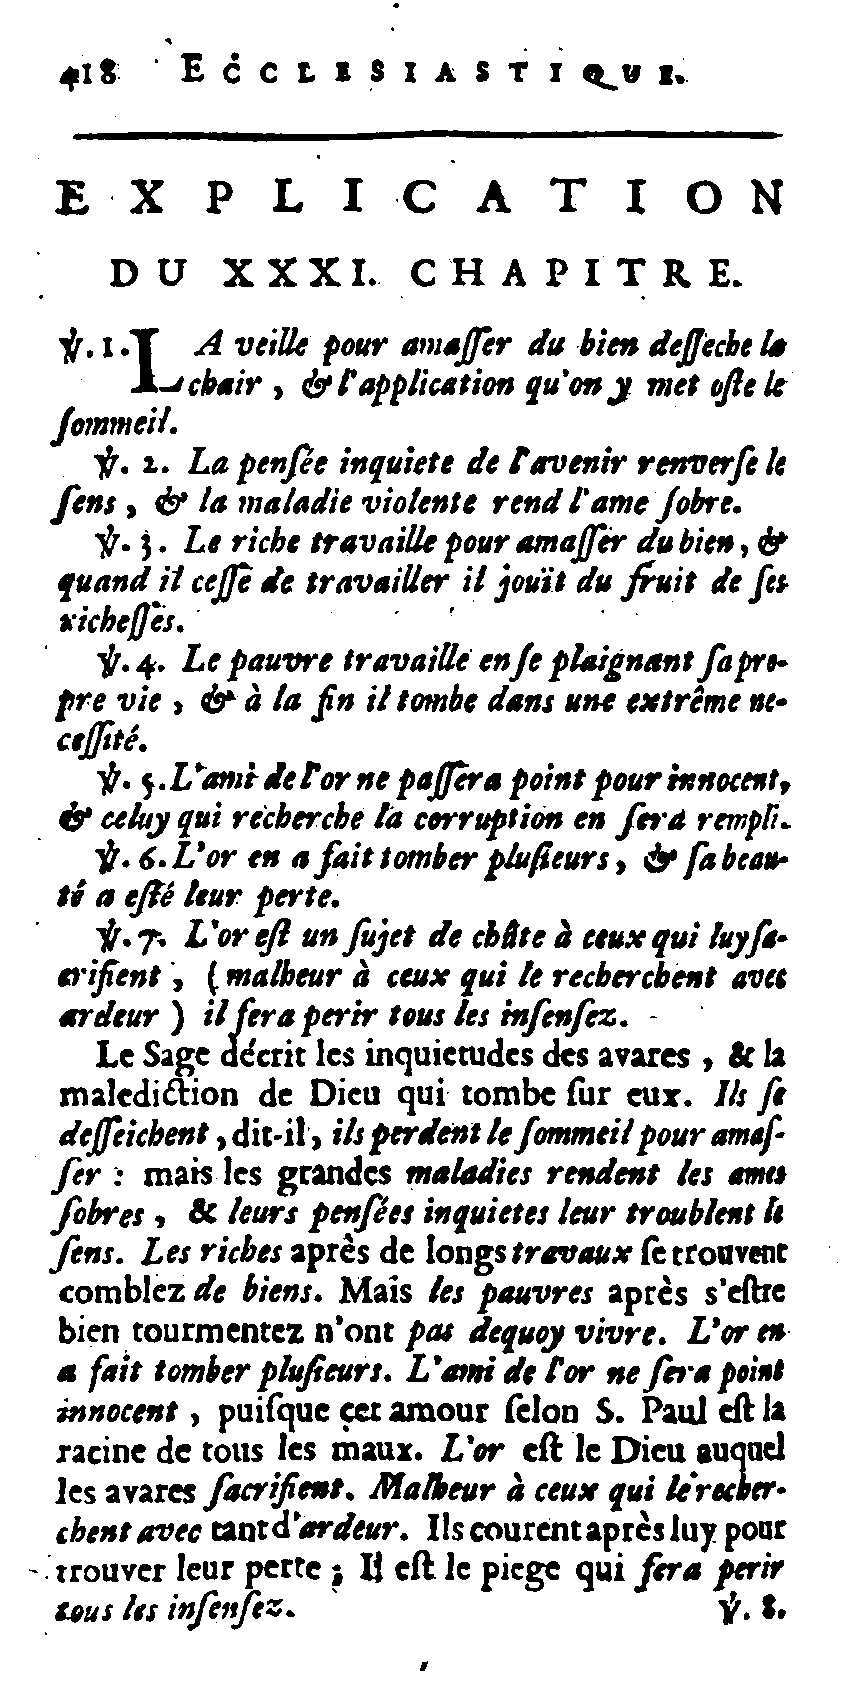 418 ECCLESIASTIQUE.
EXPLICATION
DU XXXI. CHAPITRE.
℣. 1. LA veille pour amaſſer du bien deſſeche la
chair, & l'application qu'on y met oſte le
ſommeil.
℣. 2. La penſée inquiete de l'avenir renverſe le
ſens, & la maladie violente rend l'ame ſobre.
℣. 3. Le riche travaille pour amaſſer du bien, &
quand il ceſſe de travailler il jouït du fruit de ſes
richeſſes.
℣. 4. Le pauvre travaille en ſe plaignant ſa pro-
pre vie, & à la fin il tombe dans une extrême ne-
ceſſité.
℣. 5. L'ami de l'or ne paſſera point pour innocent,
& celuy qui recherche la corruption en ſera rempli.
℣. 6. L'or en a fait tomber pluſieurs, & ſa beau-
té a eſté leur perte.
℣. 7. L'or eſt un ſujet de chûte à ceux qui luy ſa-
crifient, (malheur à ceux qui le recherchent avec
ardeur) il fera perir tous les inſenſez.
Le Sage décrit les inquietudes des avares, & la
malediction de Dieu qui tombe ſur eux. Ils ſe
deſſeichent, dit-il, ils perdent le ſommeil pour amaſ-
ſer : mais les grandes maladies rendent les ames
ſobres, & leurs penſées inquietes leur troublent le
ſens. Les riches après de longs travaux ſe trouvent
comblez de biens. Mais les pauvres après s'eſtre
bien tourmentez n'ont pas dequoy vivre. L'or en
a fait tomber pluſieurs. L'ami de l'or ne ſera point
innocent, puiſque cet amour ſelon S. Paul eſt la
racine de tous les maux. L'or eſt le Dieu auquel
les avares ſacrifient. Malheur à ceux qui le recher-
chent avec tant d'ardeur. Ils courent après luy pour
trouver leur perte ; Il eſt le piege qui fera perir
tous les inſenſez.
℣. 8.